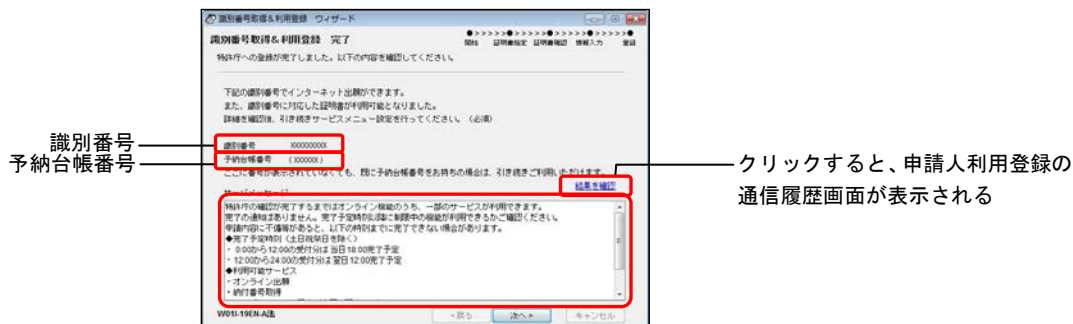 識別番号取得&利用登録 ウィザード
識別番号取得&利用登録 完了
●>>>>>●>>>>>●>>>>>●>>>>>●
開始 証明書指定 証明書確認 情報入力 登録
特許庁への登録が完了しました。以下の内容を確認してください。
下記の識別番号でインターネット出願ができます。
また、識別番号に対応した証明書が利用可能となりました。
詳細を確認後、引き続きサービスメニュー設定を行ってください。(必須)
識別番号 XXXXXXXXX
予納台帳番号 (XXXXXX)
ここに番号が表示されていなくても、既に予納台帳番号をお持ちの場合は、引き続きご利用いただけます。
結果を確認
サーバメッセージ
特許庁の確認が完了するまではオンライン機能のうち、一部のサービスが利用できます。
完了の通知はありません。完了予定時刻以降に制限中の機能が利用できるかご確認ください。
申請内容に不備等があると、以下の時刻までに完了できない場合があります。
◆完了予定時刻(土日祝祭日を除く)
- 0:00から12:00の受付分は当日18:00完了予定
- 12:00から24:00の受付分は翌日12:00完了予定
◆利用可能サービス
- オンライン出願
- 納付番号取得
W01I-19EN-A法
<戻る 次へ> キャンセル
識別番号
予納台帳番号
クリックすると、申請人利用登録の
通信履歴画面が表示される